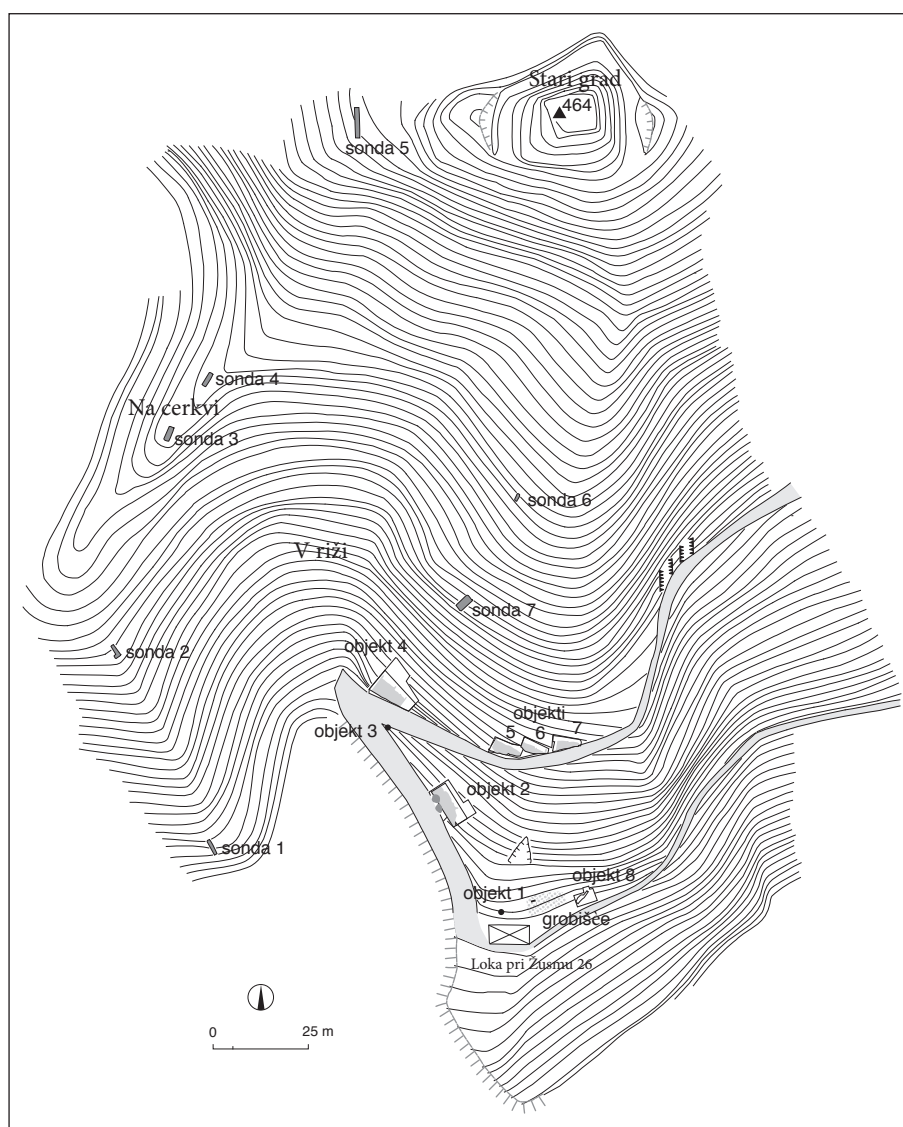 Stari grad
464
sonda 5
sonda 4
Na cerkvi
sonda 3
sonda 6
V riži
sonda 7
sonda 2
objekt 4
objekti
objekt 3
5 6 7
objekt 2
sonda 1
objekt 8
objekt 1
grobišče
Loka pri Žusmu 26
0 25 m